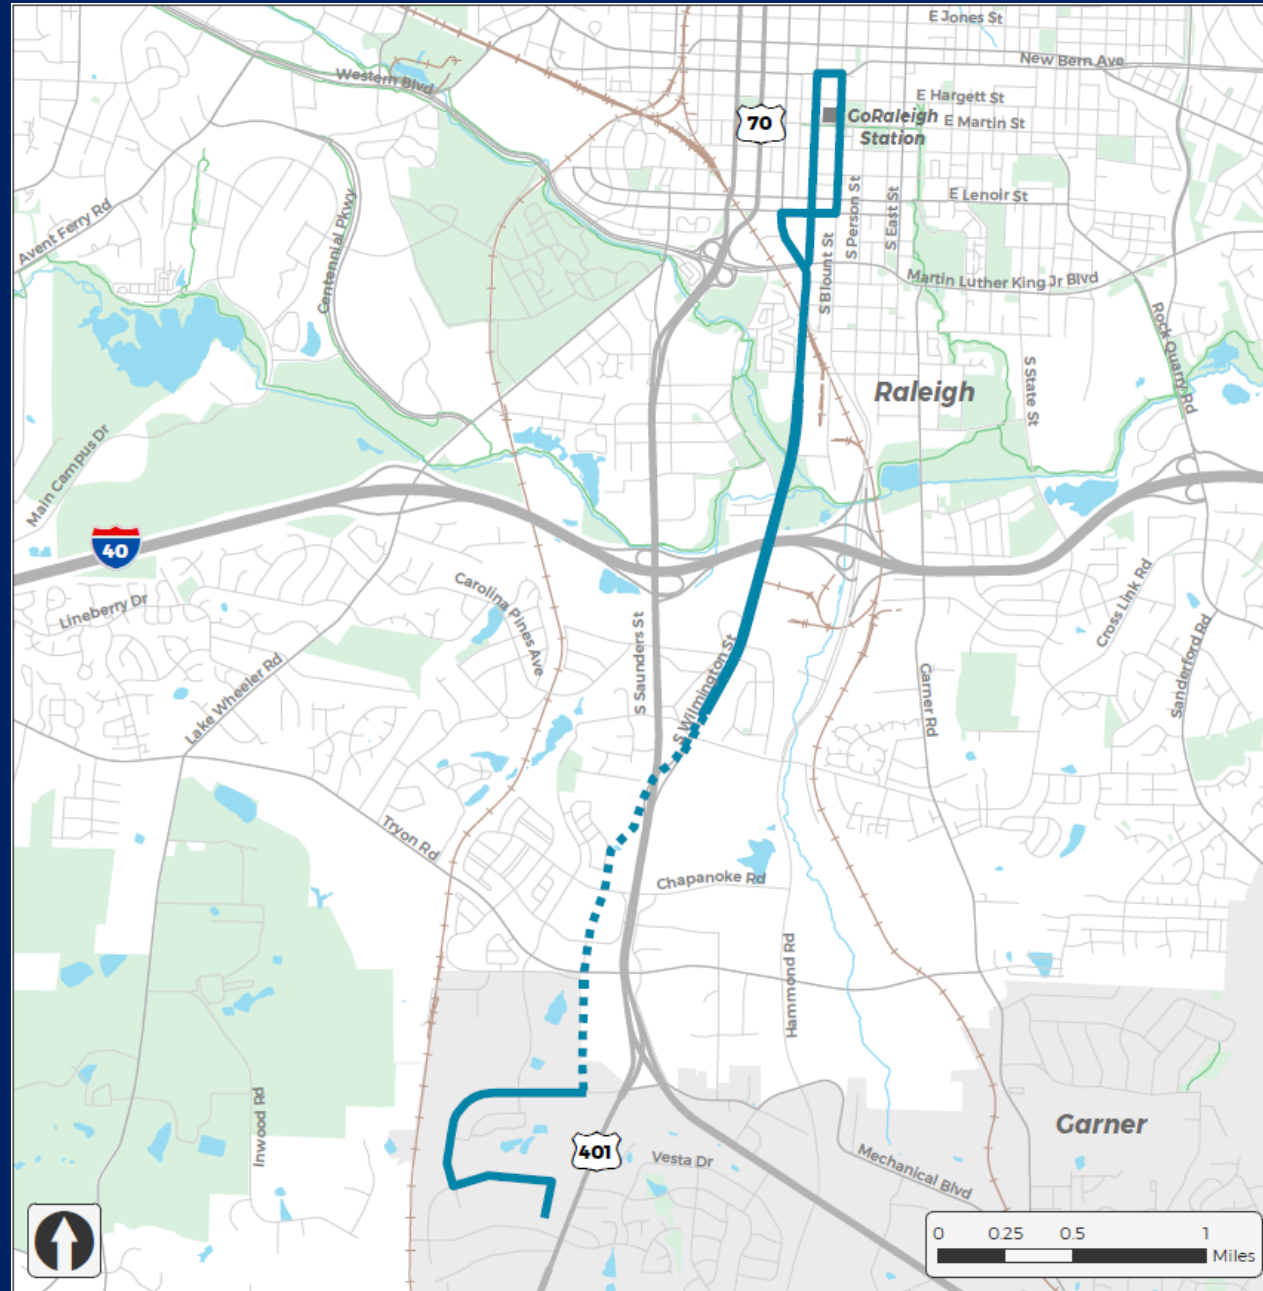 E Jones St
New Bern Ave
Western Blvd
E Hargett St
70
GoRaleigh
Station
E Martin St
Avent Ferry Rd
Centennial Pkwy
S Person St
S East St
E Lenoir St
S Blount St
Martin Luther King Jr Blvd
Rock Quarry Rd
S State St
Raleigh
Main Campus Dr
40
Carolina Pines Ave
Lineberry Dr
S Saunders St
S Wilmington St
Cross Link Rd
Sanderford Rd
Lake Wheeler Rd
Garner Rd
Tryon Rd
Chapanoke Rd
Hammond Rd
Inwood Rd
Garner
401
Vesta Dr
Mechanical Blvd
0 0.25 0.5 1
Miles